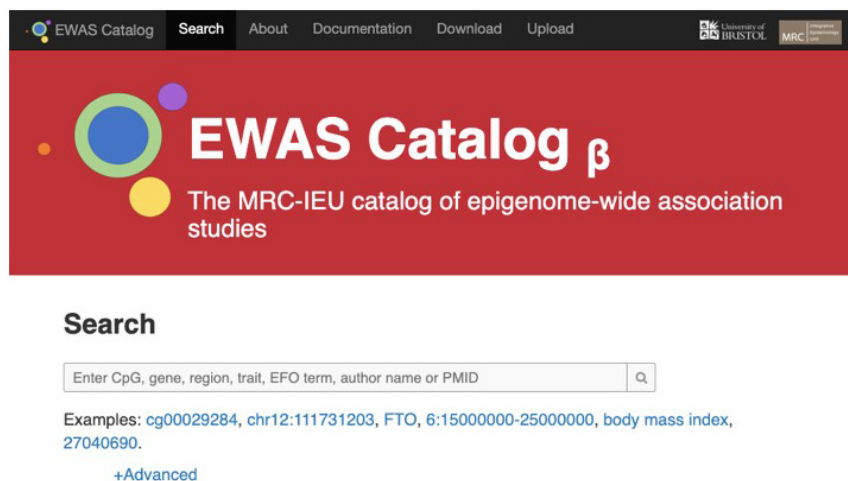 EWAS Catalog Search About Documentation Download Upload University of BRISTOL MRC
EWAS Catalog β
The MRC-IEU catalog of epigenome-wide association
studies
Search
Enter CpG, gene, region, trait, EFO term, author name or PMID
Examples: cg00029284, chr12:111731203, FTO, 6:15000000-25000000, body mass index,
27040690.
+Advanced